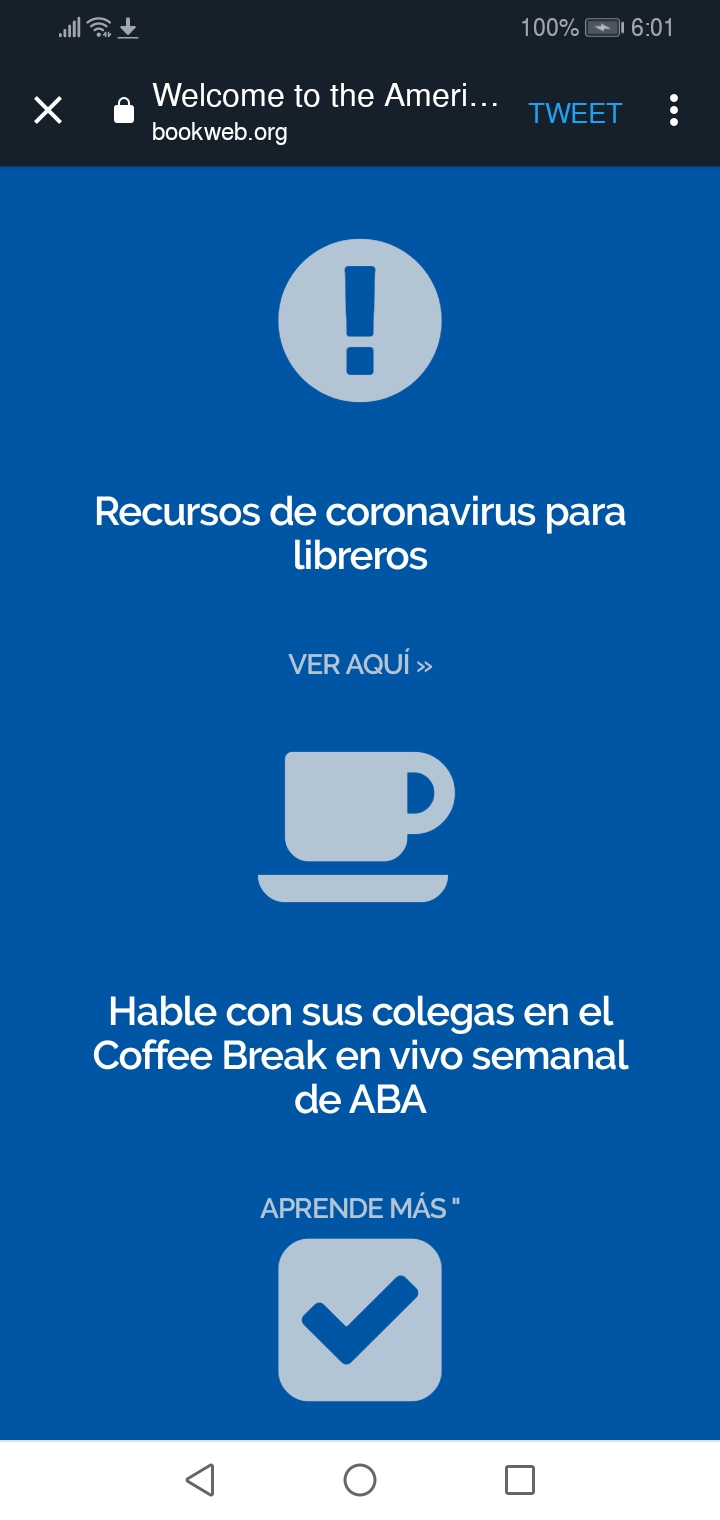 100% 6:01
Welcome to the Ameri...
bookweb.org
TWEET
Recursos de coronavirus para
libreros
VER AQUÍ »
Hable con sus colegas en el
Coffee Break en vivo semanal
de ABA
APRENDE MÁS "